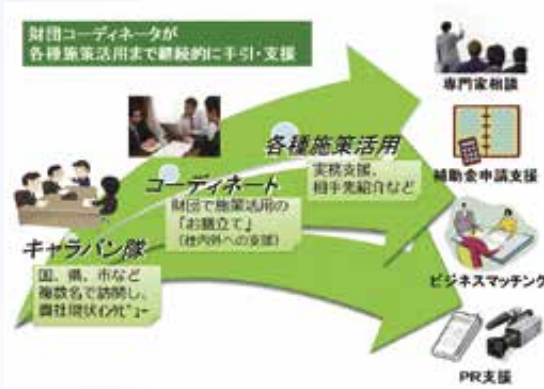 財団コーディネータが
各種施策活用まで継続的に手引・支援
専門家相談
各種施策活用
実務支援、
相手先紹介など
補助金申請支援
コーディネート
財団で施策活用の
「お膳立て」
(社内外への支援)
キャラバン隊
国、県、市など
複数名で訪問し、
貴社現状ｲﾝﾀﾋﾞｭｰ
ビジネスマッチング
PR支援